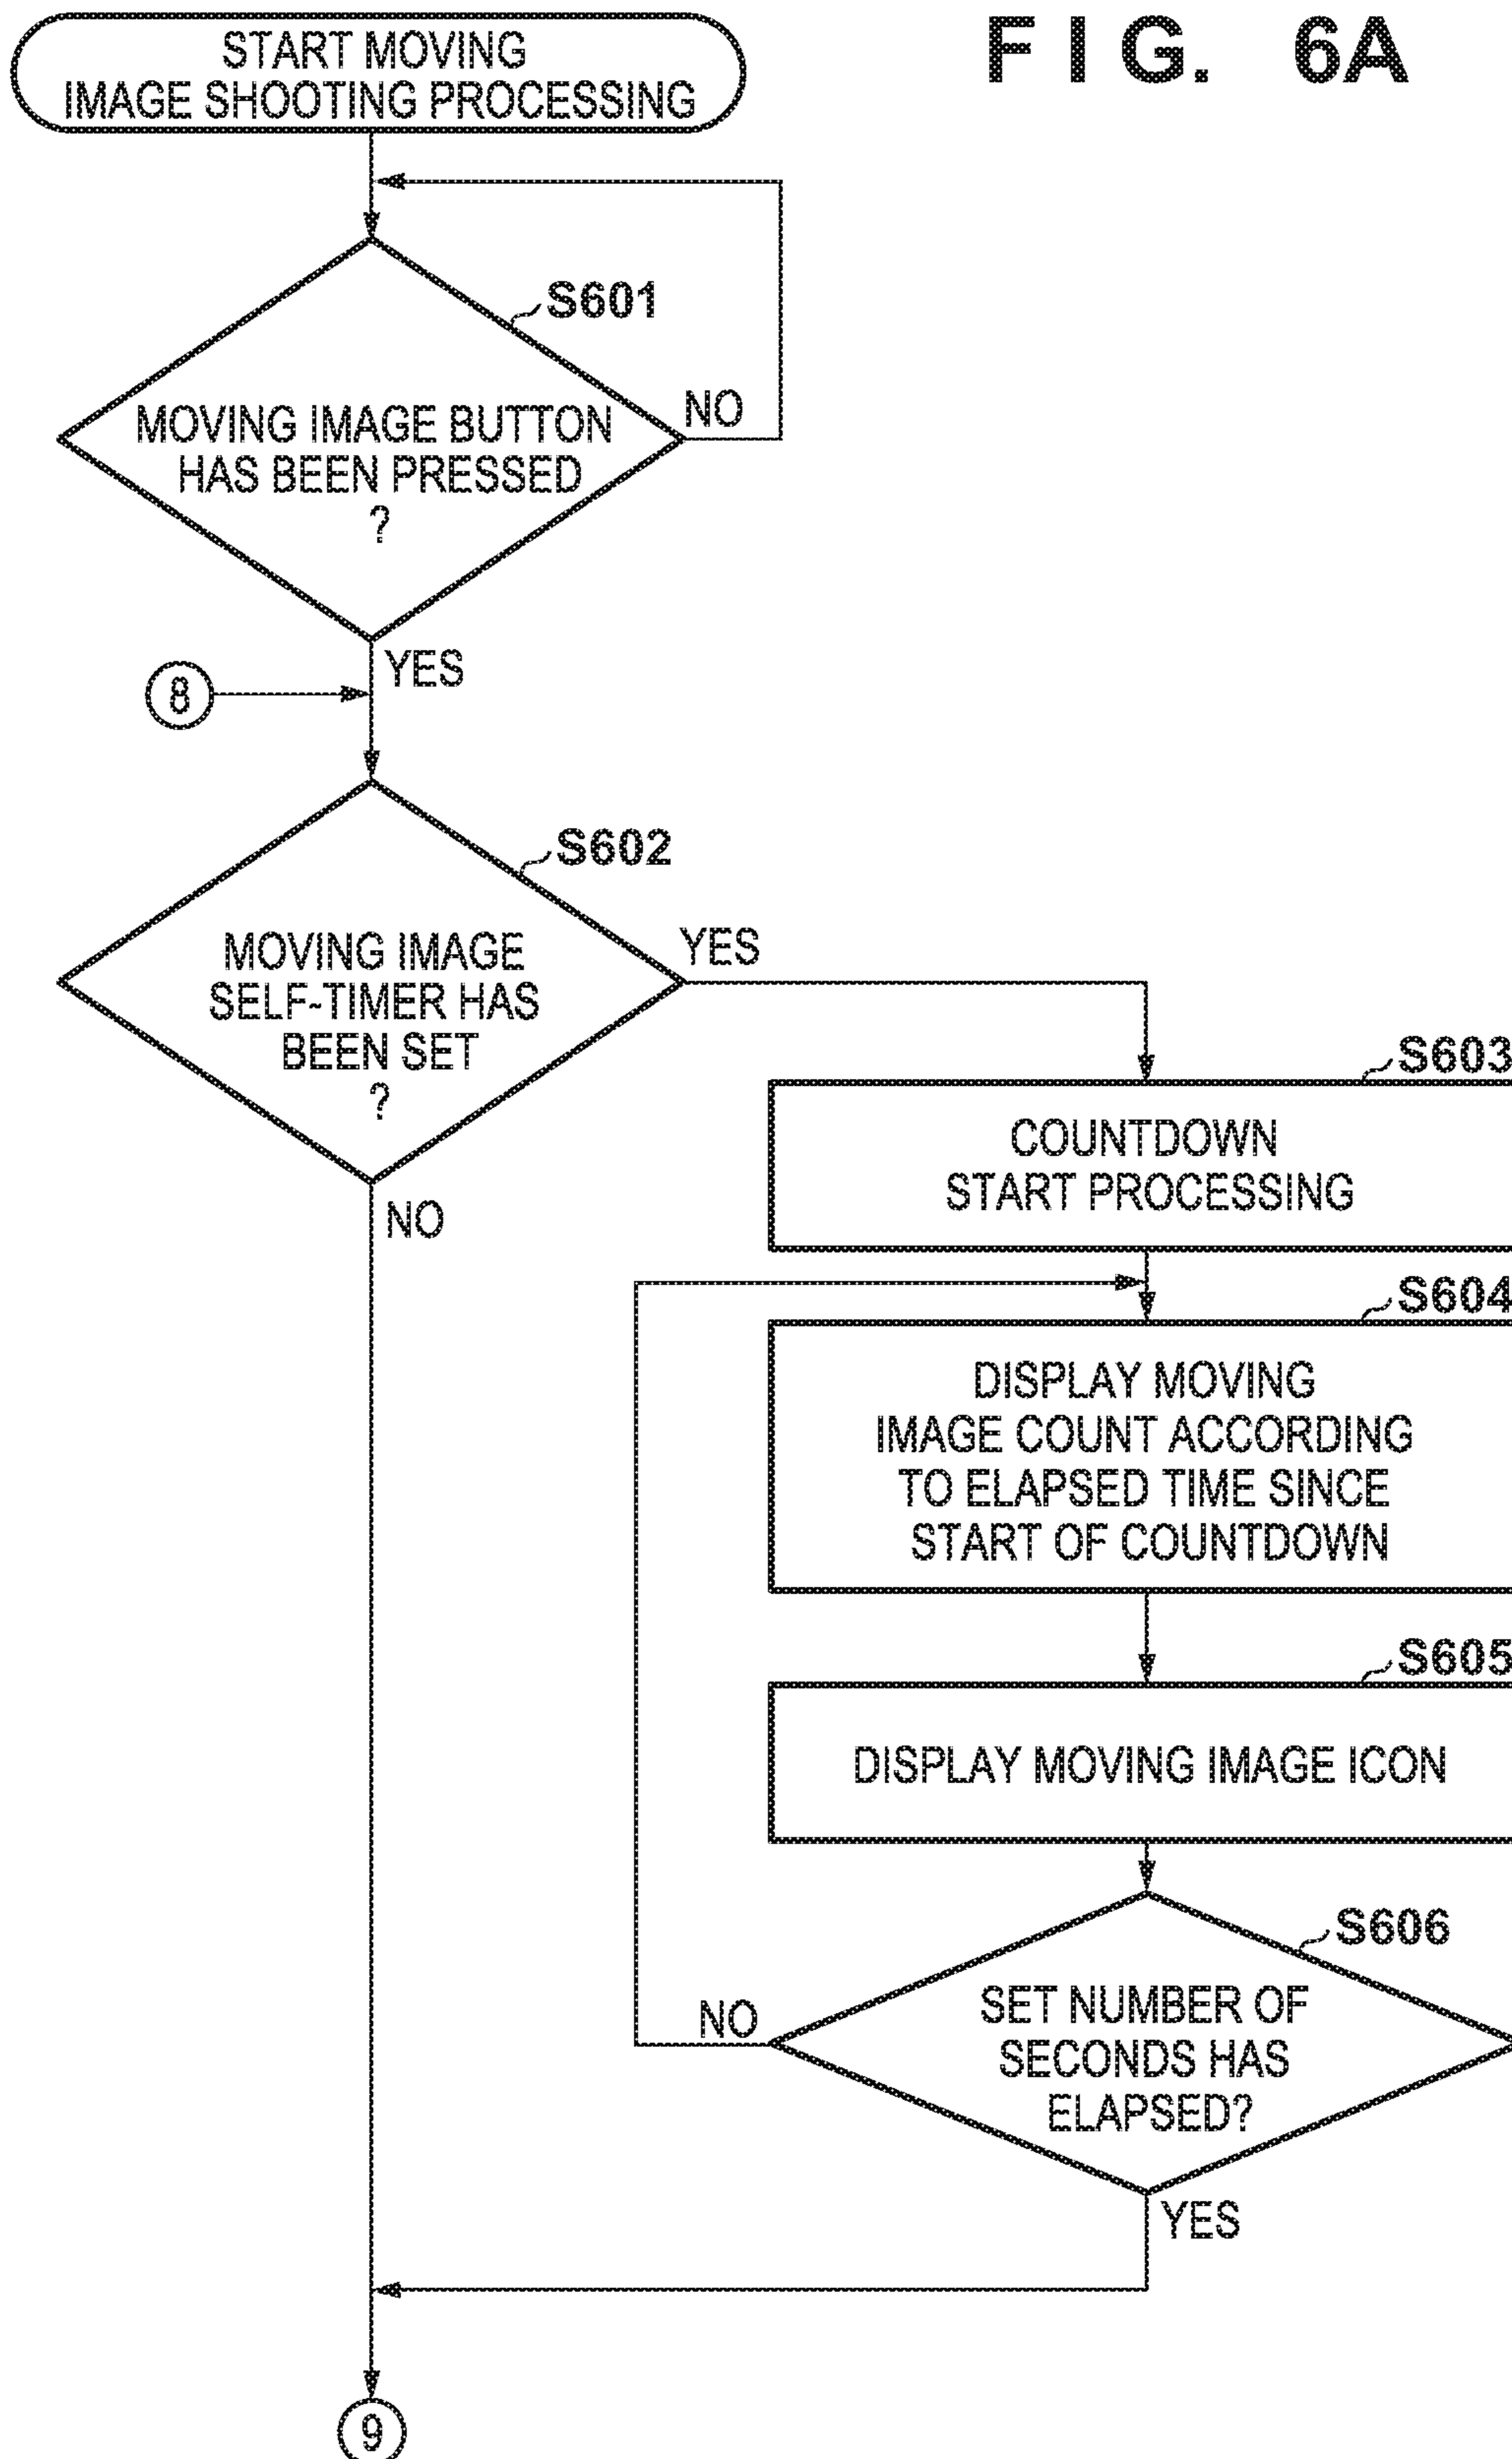 FIG. 6A
START MOVING
IMAGE SHOOTING PROCESSING
S601
MOVING IMAGE BUTTON
HAS BEEN PRESSED
?
NO
YES
8
S602
MOVING IMAGE
SELF-TIMER HAS
BEEN SET
?
YES
NO
S603
COUNTDOWN
START PROCESSING
S604
DISPLAY MOVING
IMAGE COUNT ACCORDING
TO ELAPSED TIME SINCE
START OF COUNTDOWN
S605
DISPLAY MOVING IMAGE ICON
S606
SET NUMBER OF
SECONDS HAS
ELAPSED?
NO
YES
9